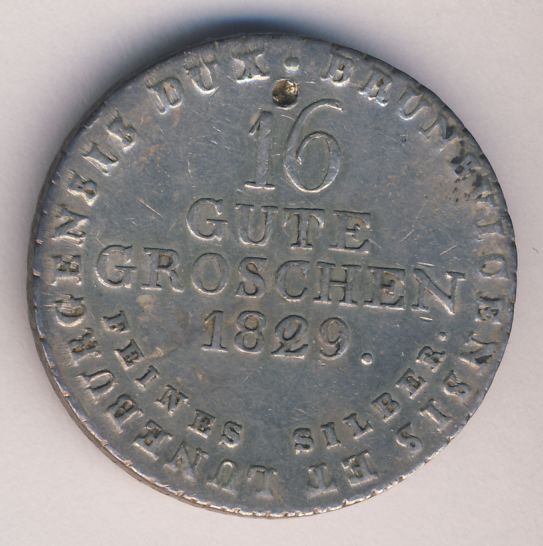 BRUNSVICENSIS ET LUNEBURGENSIS DUX •
16
GUTE
GROSCHEN
1829.
FEINES SILBER.